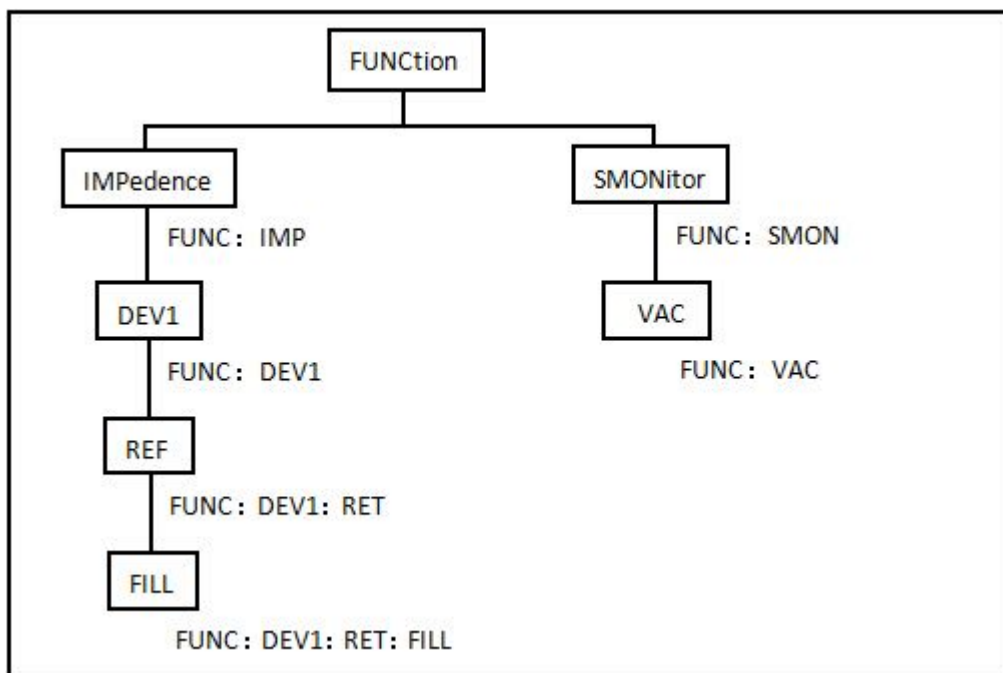 FUNCtion
IMPedence
SMONitor
FUNC：IMP
FUNC：SMON
DEV1
VAC
FUNC：DEV1
FUNC：VAC
REF
FUNC：DEV1：RET
FILL
FUNC：DEV1：RET：FILL